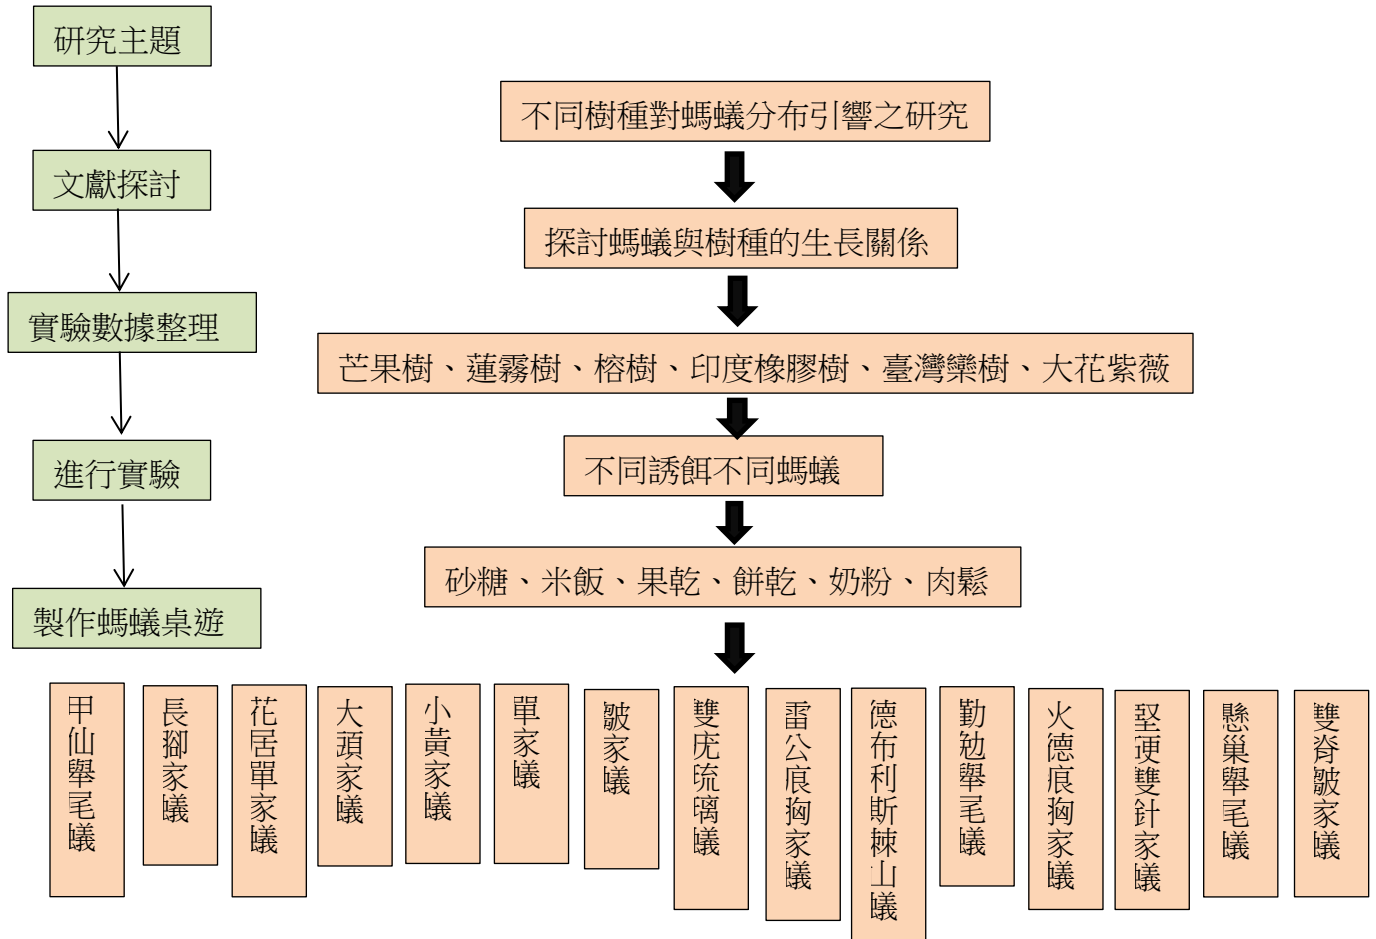 研究主題
文獻探討
實驗數據整理
進行實驗
製作螞蟻桌遊
不同樹種對螞蟻分布引響之研究
探討螞蟻與樹種的生長關係
芒果樹、蓮霧樹、榕樹、印度橡膠樹、臺灣欒樹、大花紫薇
不同誘餌不同螞蟻
砂糖、米飯、果乾、餅乾、奶粉、肉鬆
甲仙舉尾蟻
長腳家蟻
花居單家蟻
大頭家蟻
小黃家蟻
單家蟻
皺家蟻
雙疣琉璃蟻
雷公痕胸家蟻
德布利斯棘山蟻
勤勉舉尾蟻
火德痕胸家蟻
堅硬雙針家蟻
懸巢舉尾蟻
雙脊皺家蟻